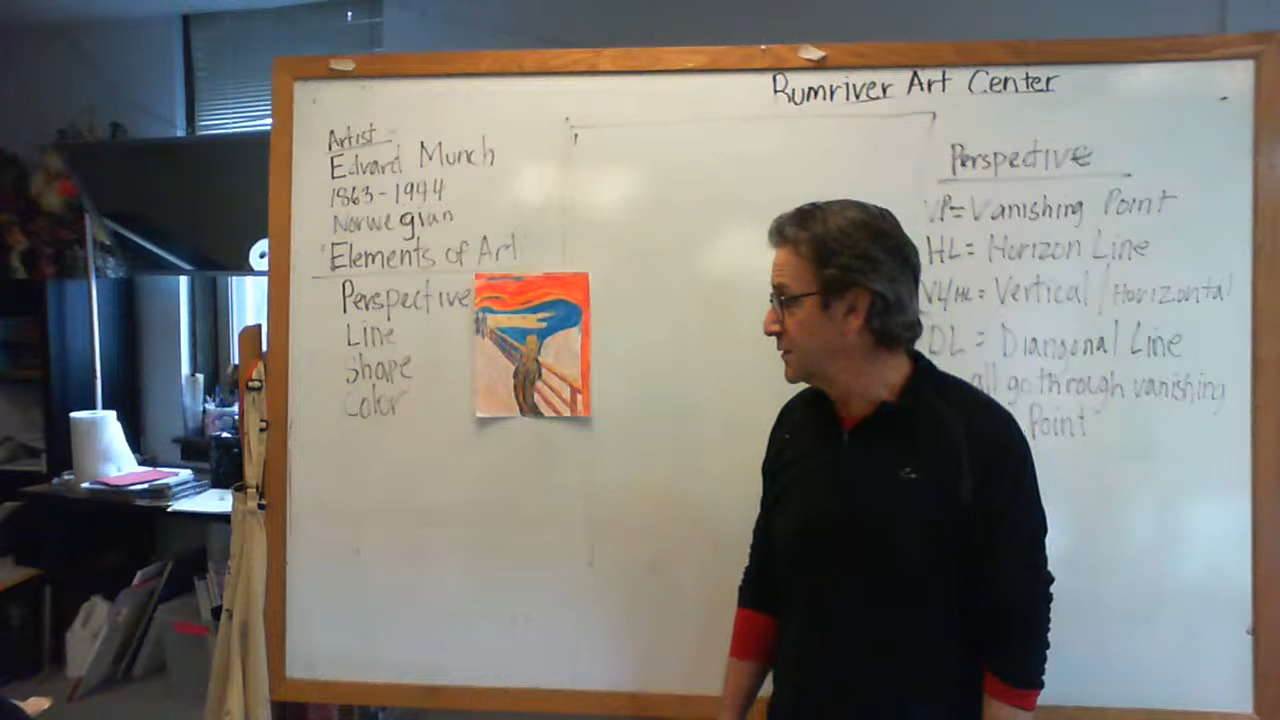 Rumriver Art Center
Artist
Edvard Munch
1863-1944
Norwegian
Elements of Art
Perspective
Line
Shape
Color
Perspective
VP= Vanishing Point
HL= Horizon Line
VL/HL = Vertical / Horizontal
DL = Diangonal Line
all go through vanishing
Point